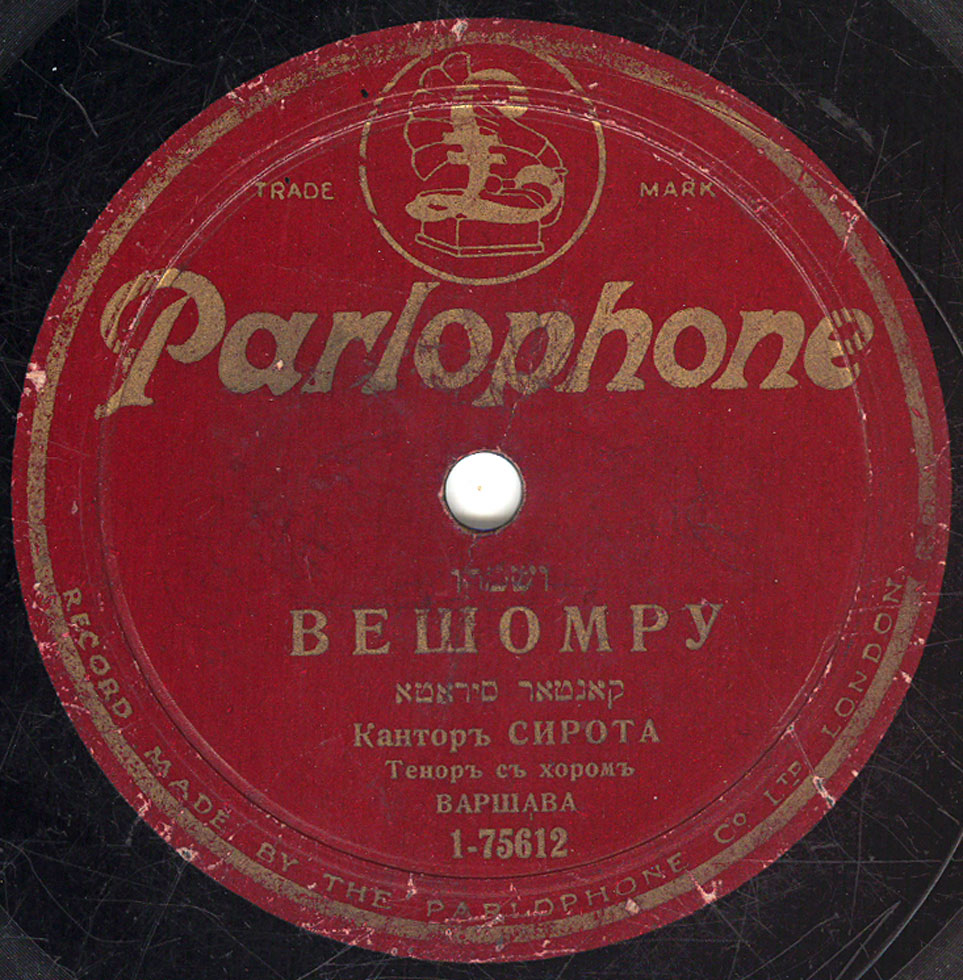 TRADE MARK
Parlophone
ושמרו
ВЕШОМРУ
קאנטאר סיראטא
Канторъ СИРОТА
Теноръ съ хоромъ
ВАРШАВА
1-75612
RECORD MADE BY THE PARLOPHONE Cº LTD LONDON